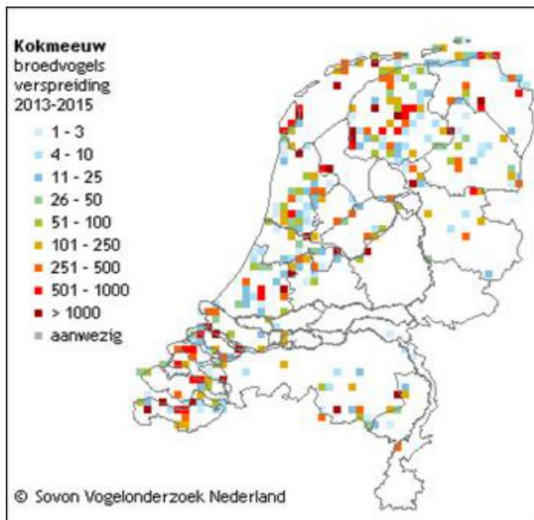 Kokmeeuw
broedvogels
verspreiding
2013-2015
1 - 3
4 - 10
11 - 25
26 - 50
51 - 100
101 - 250
251 - 500
501 - 1000
> 1000
aanwezig
© Sovon Vogelonderzoek Nederland